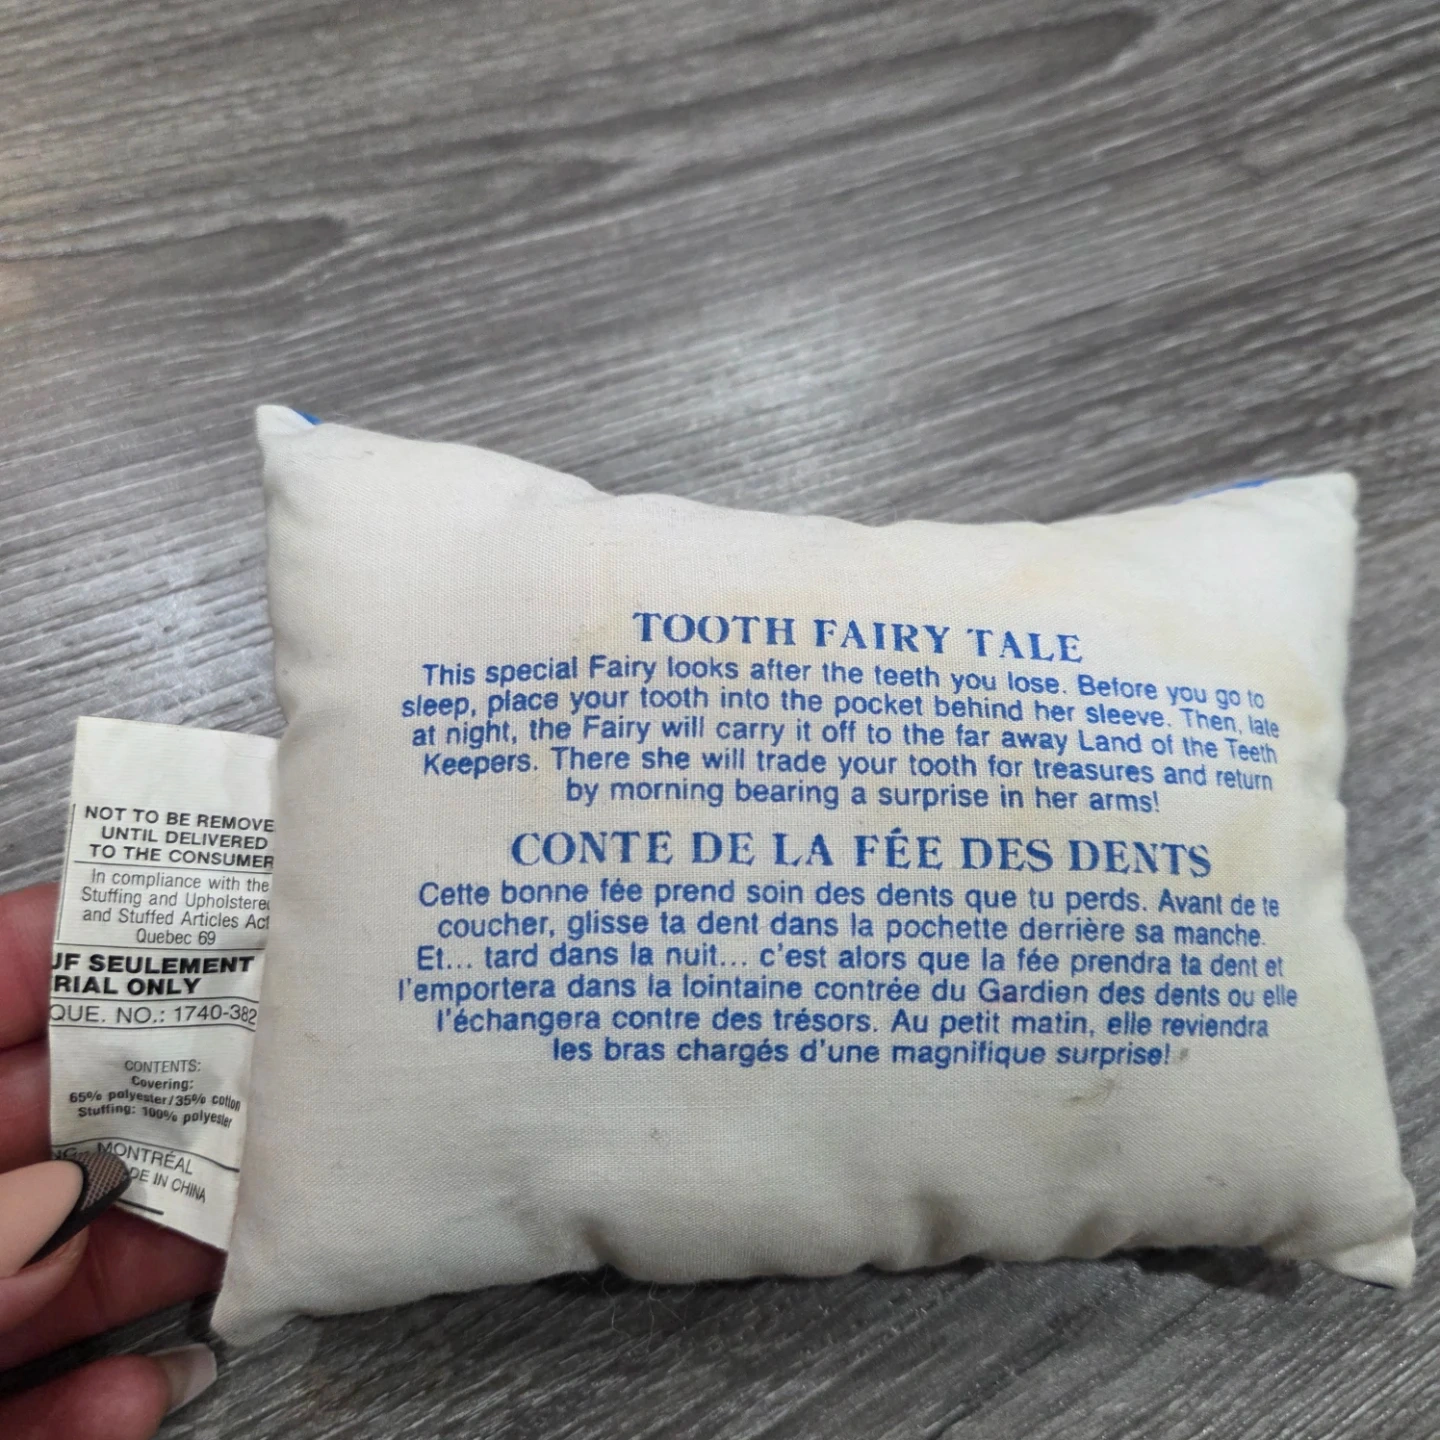 TOOTH FAIRY TALE
This special Fairy looks after the teeth you lose. Before you go to
sleep, place your tooth into the pocket behind her sleeve. Then, late
at night, the Fairy will carry it off to the far away Land of the Teeth
Keepers. There she will trade your tooth for treasures and return
by morning bearing a surprise in her arms!
CONTE DE LA FÉE DES DENTS
Cette bonne fée prend soin des dents que tu perds. Avant de te
coucher, glisse ta dent dans la pochette derrière sa manche.
Et... tard dans la nuit... c'est alors que la fée prendra ta dent et
l'emportera dans la lointaine contrée du Gardien des dents ou elle
l'échangera contre des trésors. Au petit matin, elle reviendra
les bras chargés d'une magnifique surprise!
NOT TO BE REMOVE
UNTIL DELIVERED
TO THE CONSUMER
In compliance with the
Stuffing and Upholstered
and Stuffed Articles Act
Quebec 69
UF SEULEMENT
RIAL ONLY
QUE. NO.: 1740-382
CONTENTS:
Covering:
65% polyester/35% cotton
Stuffing: 100% polyester
MONTRÉAL
DE IN CHINA